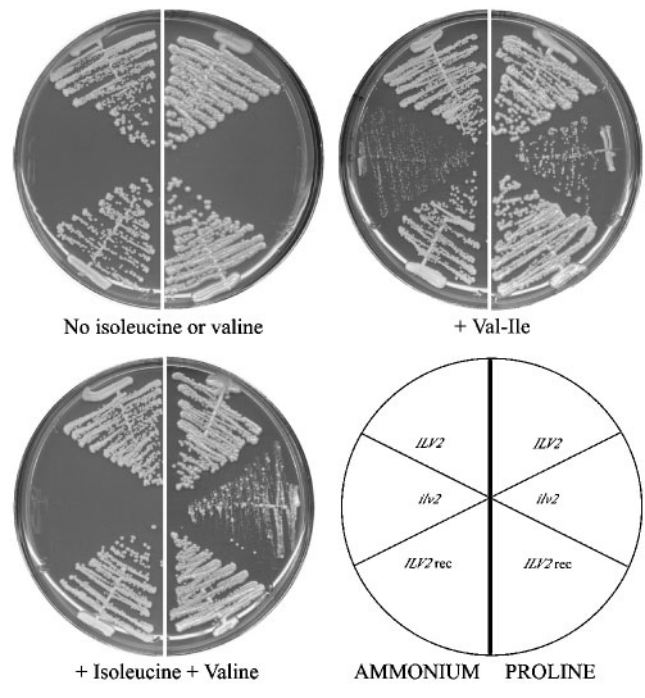 No isoleucine or valine
+ Val-Ile
ILV2 ILV2
ilv2 ilv2
ILV2 rec ILV2 rec
+ Isoleucine + Valine
AMMONIUM PROLINE